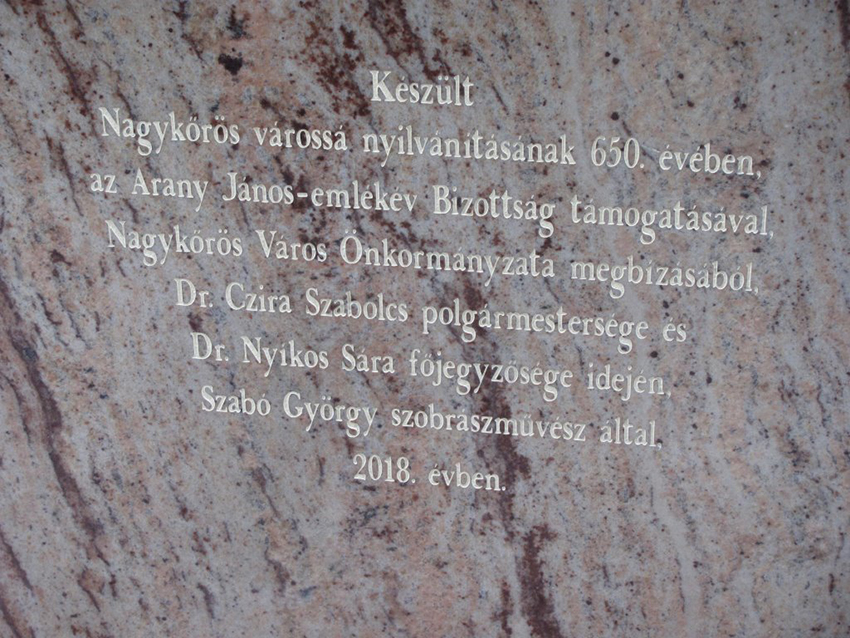 Készült
Nagykőrös várossá nyilvánításának 650. évében,
az Arany János-emlékév Bizottság támogatásával,
Nagykőrös Város Önkormányzata megbízásából,
Dr. Czira Szabolcs polgármestersége és
Dr. Nyikos Sára főjegyzősége idején,
Szabó György szobrászművész által,
2018. évben.